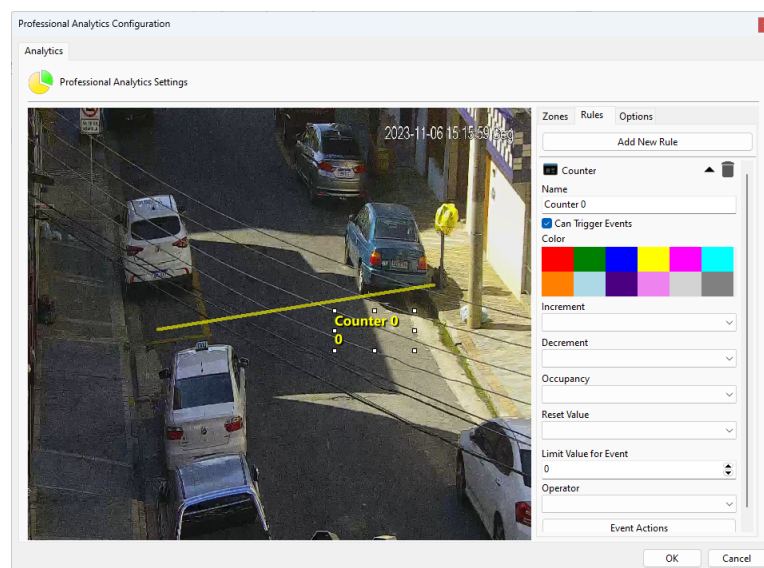 Professional Analytics Configuration
Analytics
Professional Analytics Settings
2023-11-06 15:15:59 Seg
Counter 0
0
Zones Rules Options
Add New Rule
Counter
Name
Counter 0
Can Trigger Events
Color
Increment
Decrement
Occupancy
Reset Value
Limit Value for Event
0
Operator
Event Actions
OK Cancel